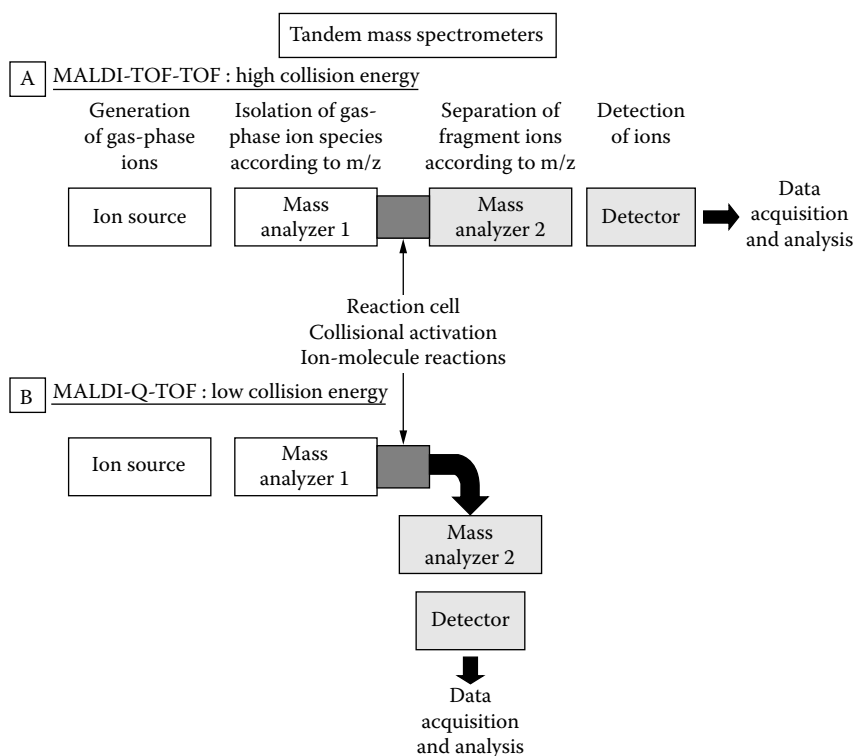 Tandem mass spectrometers
A MALDI-TOF-TOF : high collision energy
Generation
of gas-phase
ions
Isolation of gas-
phase ion species
according to m/z
Separation of
fragment ions
according to m/z
Detection
of ions
Ion source
Mass
analyzer 1
Mass
analyzer 2
Detector
Data
acquisition
and analysis
Reaction cell
Collisional activation
Ion-molecule reactions
B MALDI-Q-TOF : low collision energy
Ion source
Mass
analyzer 1
Mass
analyzer 2
Detector
Data
acquisition
and analysis